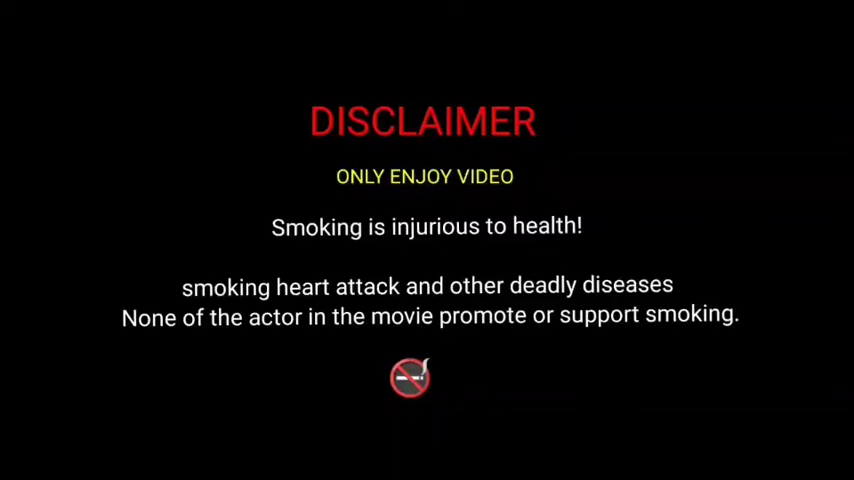 DISCLAIMER
ONLY ENJOY VIDEO
Smoking is injurious to health!
smoking heart attack and other deadly diseases
None of the actor in the movie promote or support smoking.